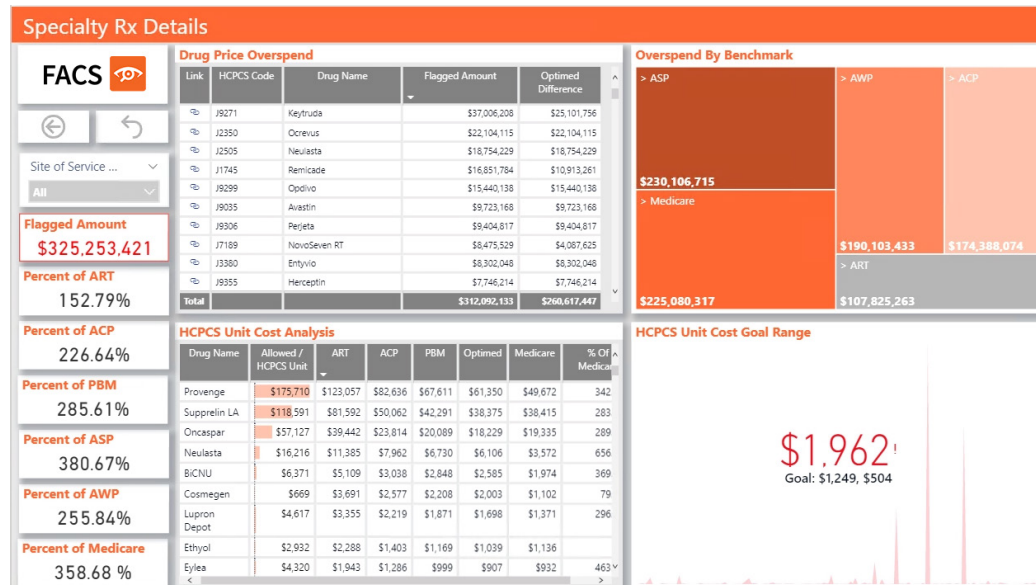 Specialty Rx Details
FACS
Site of Service ...
All
Flagged Amount
$325,253,421
Percent of ART
152.79%
Percent of ACP
226.64%
Percent of PBM
285.61%
Percent of ASP
380.67%
Percent of AWP
255.84%
Percent of Medicare
358.68 %
Drug Price Overspend
Link HCPCS Code Drug Name Flagged Amount Optimed Difference
J9271 Keytruda $37,006,208 $25,101,756
J2350 Ocrevus $22,104,115 $22,104,115
J2505 Neulasta $18,754,229 $18,754,229
J1745 Remicade $16,851,784 $10,913,261
J9299 Opdivo $15,440,138 $15,440,138
J9035 Avastin $9,723,168 $9,723,168
J9306 Perjeta $9,404,817 $9,404,817
J7189 NovoSeven RT $8,475,529 $4,087,625
J3380 Entyvio $8,302,048 $8,302,048
J9355 Herceptin $7,746,214 $7,746,214
Total $312,092,133 $260,617,447
HCPCS Unit Cost Analysis
Drug Name Allowed / HCPCS Unit ART ACP PBM Optimed Medicare % Of Medicar
Provenge $175,710 $123,057 $82,636 $67,611 $61,350 $49,672 342
Supprelin LA $118,591 $81,592 $50,062 $42,291 $38,375 $38,415 283
Oncaspar $57,127 $39,442 $23,814 $20,089 $18,229 $19,335 289
Neulasta $16,216 $11,385 $7,962 $6,730 $6,106 $3,572 656
BiCNU $6,371 $5,109 $3,038 $2,848 $2,585 $1,974 369
Cosmegen $669 $3,691 $2,577 $2,208 $2,003 $1,102 79
Lupron Depot $4,617 $3,355 $2,219 $1,871 $1,698 $1,371 296
Ethyol $2,932 $2,288 $1,403 $1,169 $1,039 $1,136
Eylea $4,320 $1,943 $1,286 $999 $907 $932 463
Overspend By Benchmark
> ASP
$230,106,715
> Medicare
$225,080,317
> AWP
$190,103,433
> ACP
$174,388,074
> ART
$107,825,263
HCPCS Unit Cost Goal Range
$1,962!
Goal: $1,249, $504